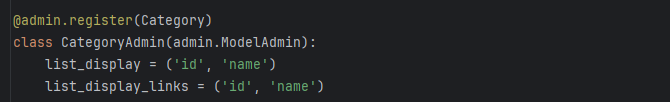 @admin.register(Category)
class CategoryAdmin(admin.ModelAdmin):
    list_display = ('id', 'name')
    list_display_links = ('id', 'name')